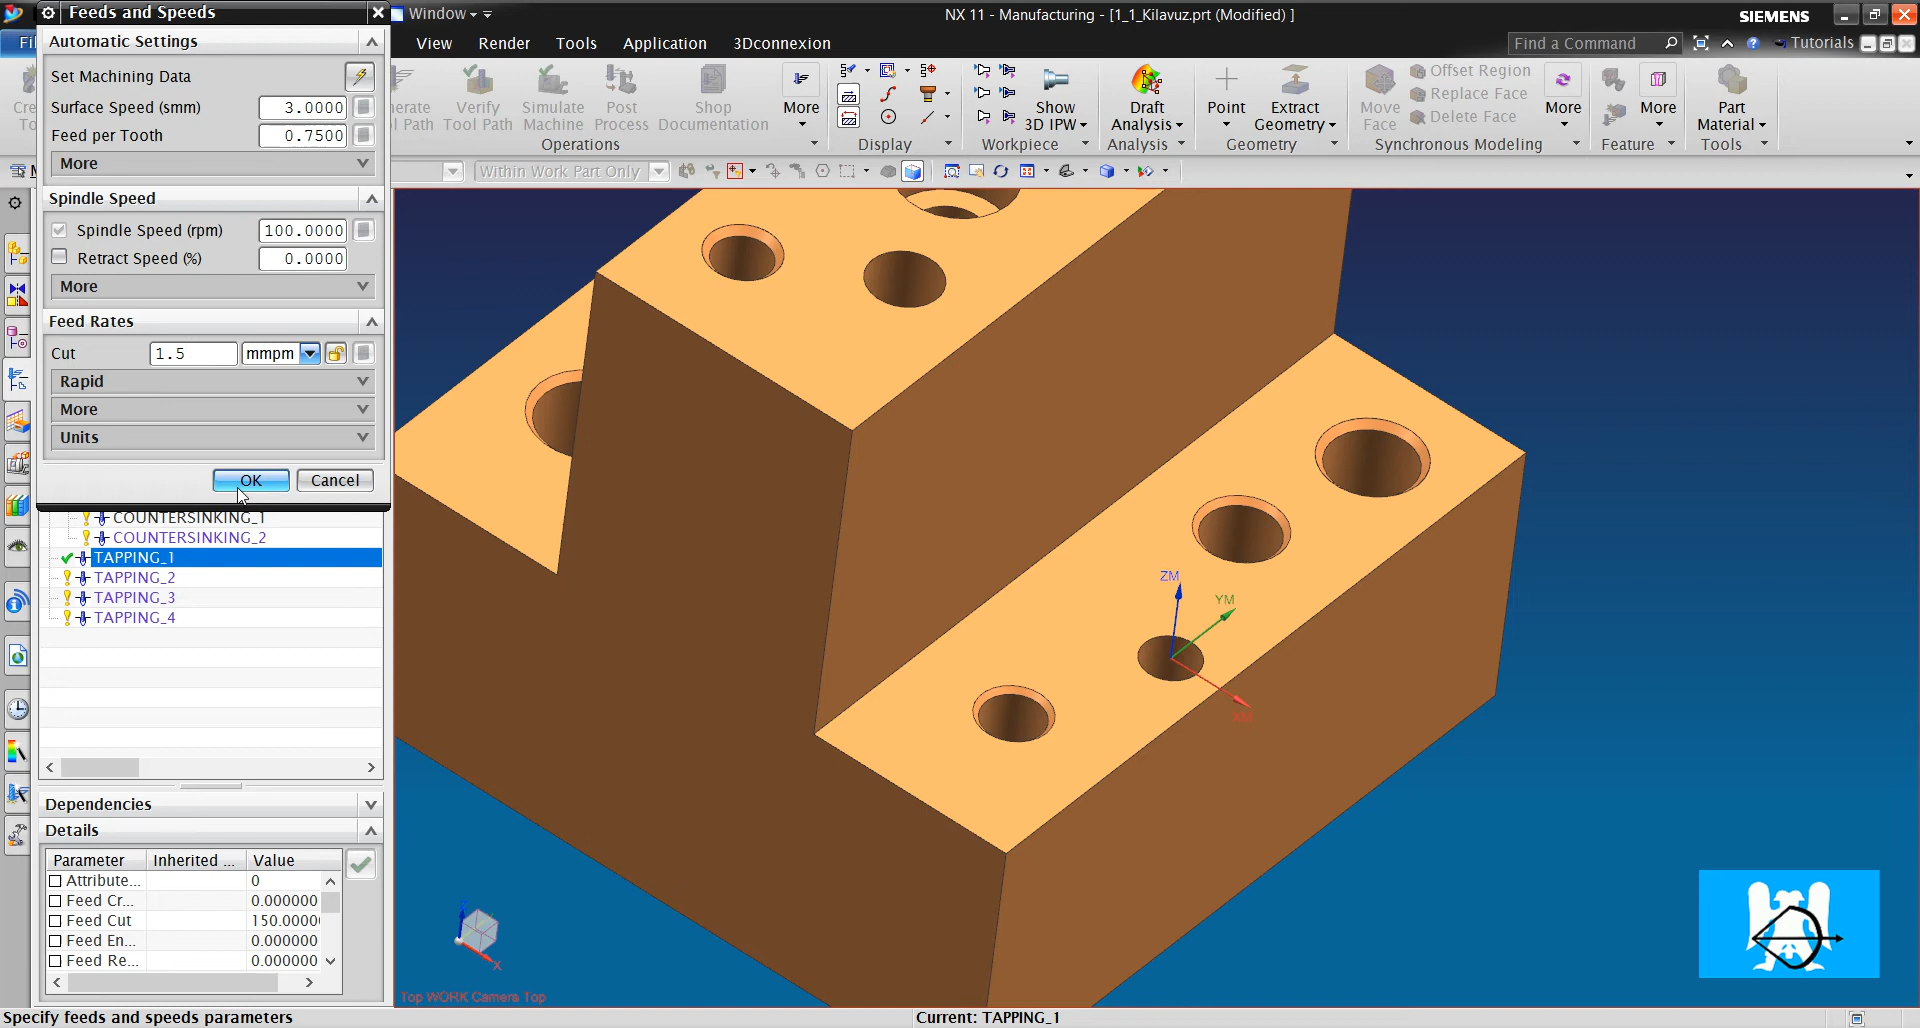 Feeds and Speeds
Window
NX 11 - Manufacturing - [1_1_Kilavuz.prt (Modified) ]
SIEMENS
View
Render
Tools
Application
3Dconnexion
Find a Command
Tutorials
Automatic Settings
Set Machining Data
Surface Speed (smm)
3.0000
Feed per Tooth
0.7500
More
Spindle Speed
Spindle Speed (rpm)
100.0000
Retract Speed (%)
0.0000
More
Feed Rates
Cut
1.5
mmpm
Rapid
More
Units
OK
Cancel
Verify
Tool Path
Simulate
Machine
Post
Process
Shop
Documentation
More
Operations
Display
Show
3D IPW
Workpiece
Draft
Analysis
Analysis
Point
Extract
Geometry
Geometry
Move
Face
Offset Region
Replace Face
Delete Face
More
Synchronous Modeling
More
Feature
Part
Material
Tools
Within Work Part Only
COUNTERSINKING_1
COUNTERSINKING_2
TAPPING_1
TAPPING_2
TAPPING_3
TAPPING_4
Dependencies
Details
Parameter
Inherited ...
Value
Attribute...
0
Feed Cr...
0.000000
Feed Cut
150.0000
Feed En...
0.000000
Feed Re...
0.000000
ZM
YM
XM
X
Top WORK Camera Top
Specify feeds and speeds parameters
Current: TAPPING_1